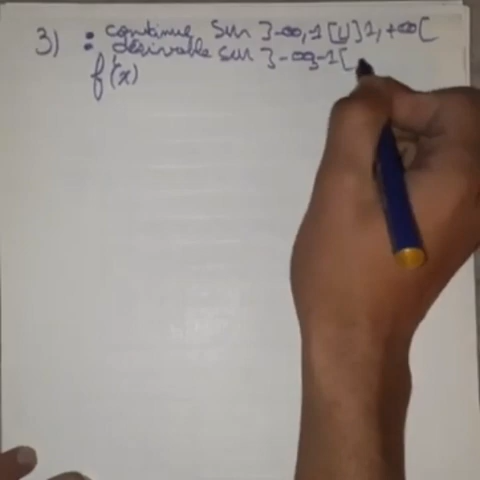 3) : continue sur ]-∞,1[U]1,+∞[
dérivable sur ]-∞,-1[
f'(x)